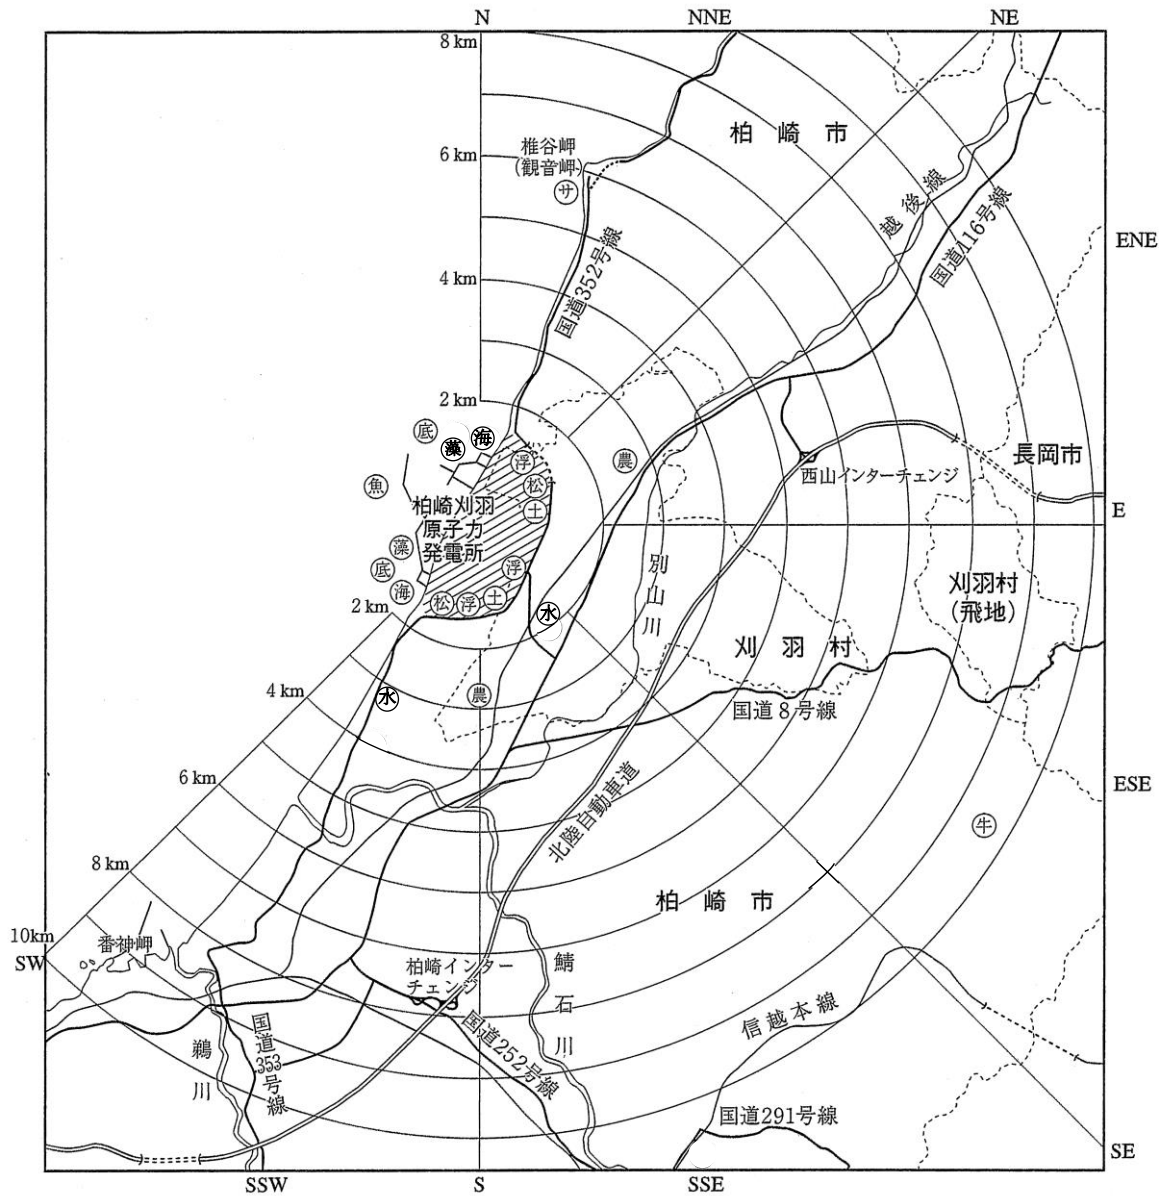 N
NNE
NE
8 km
柏崎市
6 km
椎谷岬
(観音岬)
サ
越後線
国道116号線
ENE
国道352号線
4 km
2 km
底
藻
海
浮
農
長岡市
西山インターチェンジ
魚
松
柏崎刈羽
原子力
発電所
土
E
藻
底
海
浮
別山川
刈羽村
(飛地)
2 km
松
浮
土
水
刈羽村
4 km
水
農
国道8号線
6 km
北陸自動車道
ESE
牛
8 km
柏崎市
10km
SW
番神岬
柏崎インター
チェンジ
鯖石川
信越本線
国道252号線
国道353号線
鵜川
国道291号線
SE
SSW
S
SSE